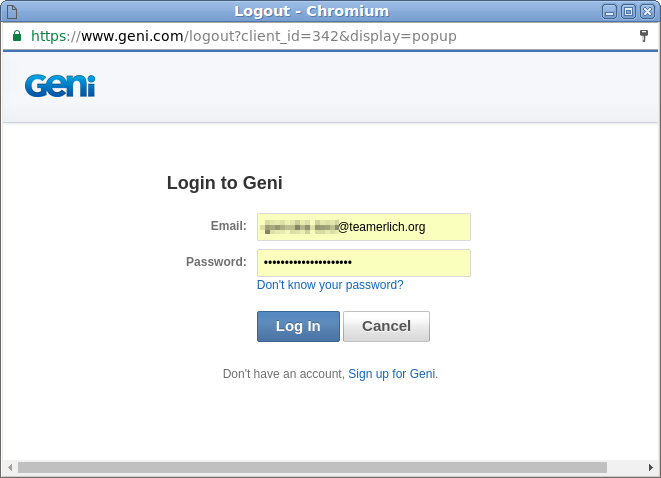 Logout - Chromium
https://www.geni.com/logout?client_id=342&display=popup
Geni
Login to Geni
Email: @teamerlich.org
Password: •••••••••••••••••••••
Don't know your password?
Log In Cancel
Don't have an account, Sign up for Geni.